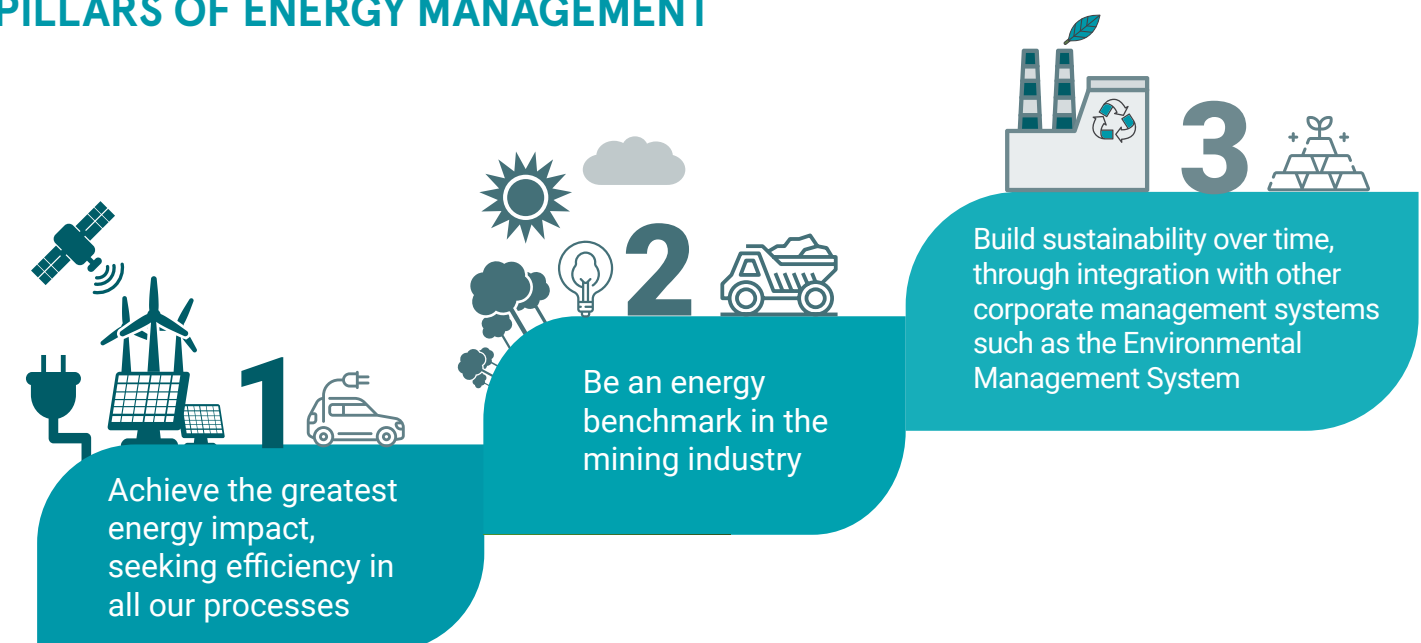 PILLARS OF ENERGY MANAGEMENT
1
Achieve the greatest
energy impact,
seeking efficiency in
all our processes
2
Be an energy
benchmark in the
mining industry
3
Build sustainability over time,
through integration with other
corporate management systems
such as the Environmental
Management System